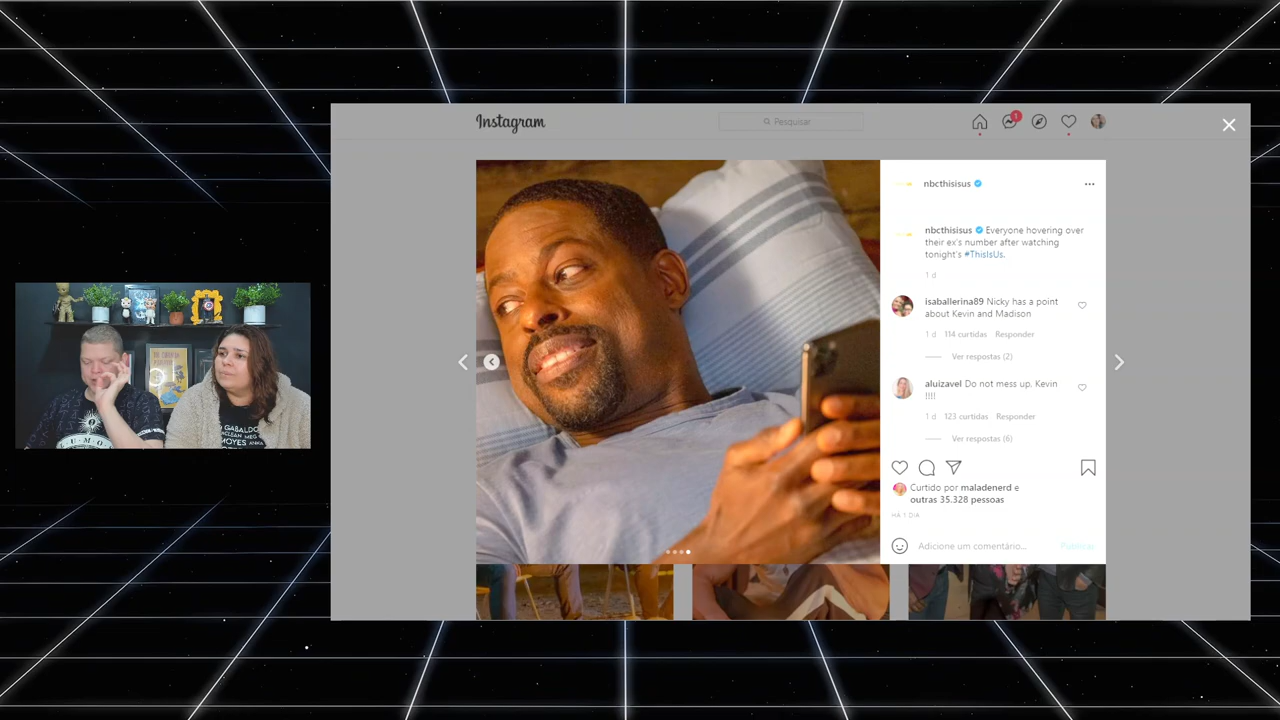 Instagram
Pesquisar
1
nbcthisisus
nbcthisisus Everyone hovering over
their ex's number after watching
tonight's #ThisIsUs.
1 d
isaballerina89 Nicky has a point
about Kevin and Madison
1 d 114 curtidas Responder
Ver respostas (2)
aluizavel Do not mess up, Kevin
!!!!
1 d 123 curtidas Responder
Ver respostas (6)
Curtido por maladenerd e
outras 35.328 pessoas
HÁ 1 DIA
Adicione um comentário... Publicar
GABALDO
MOYES